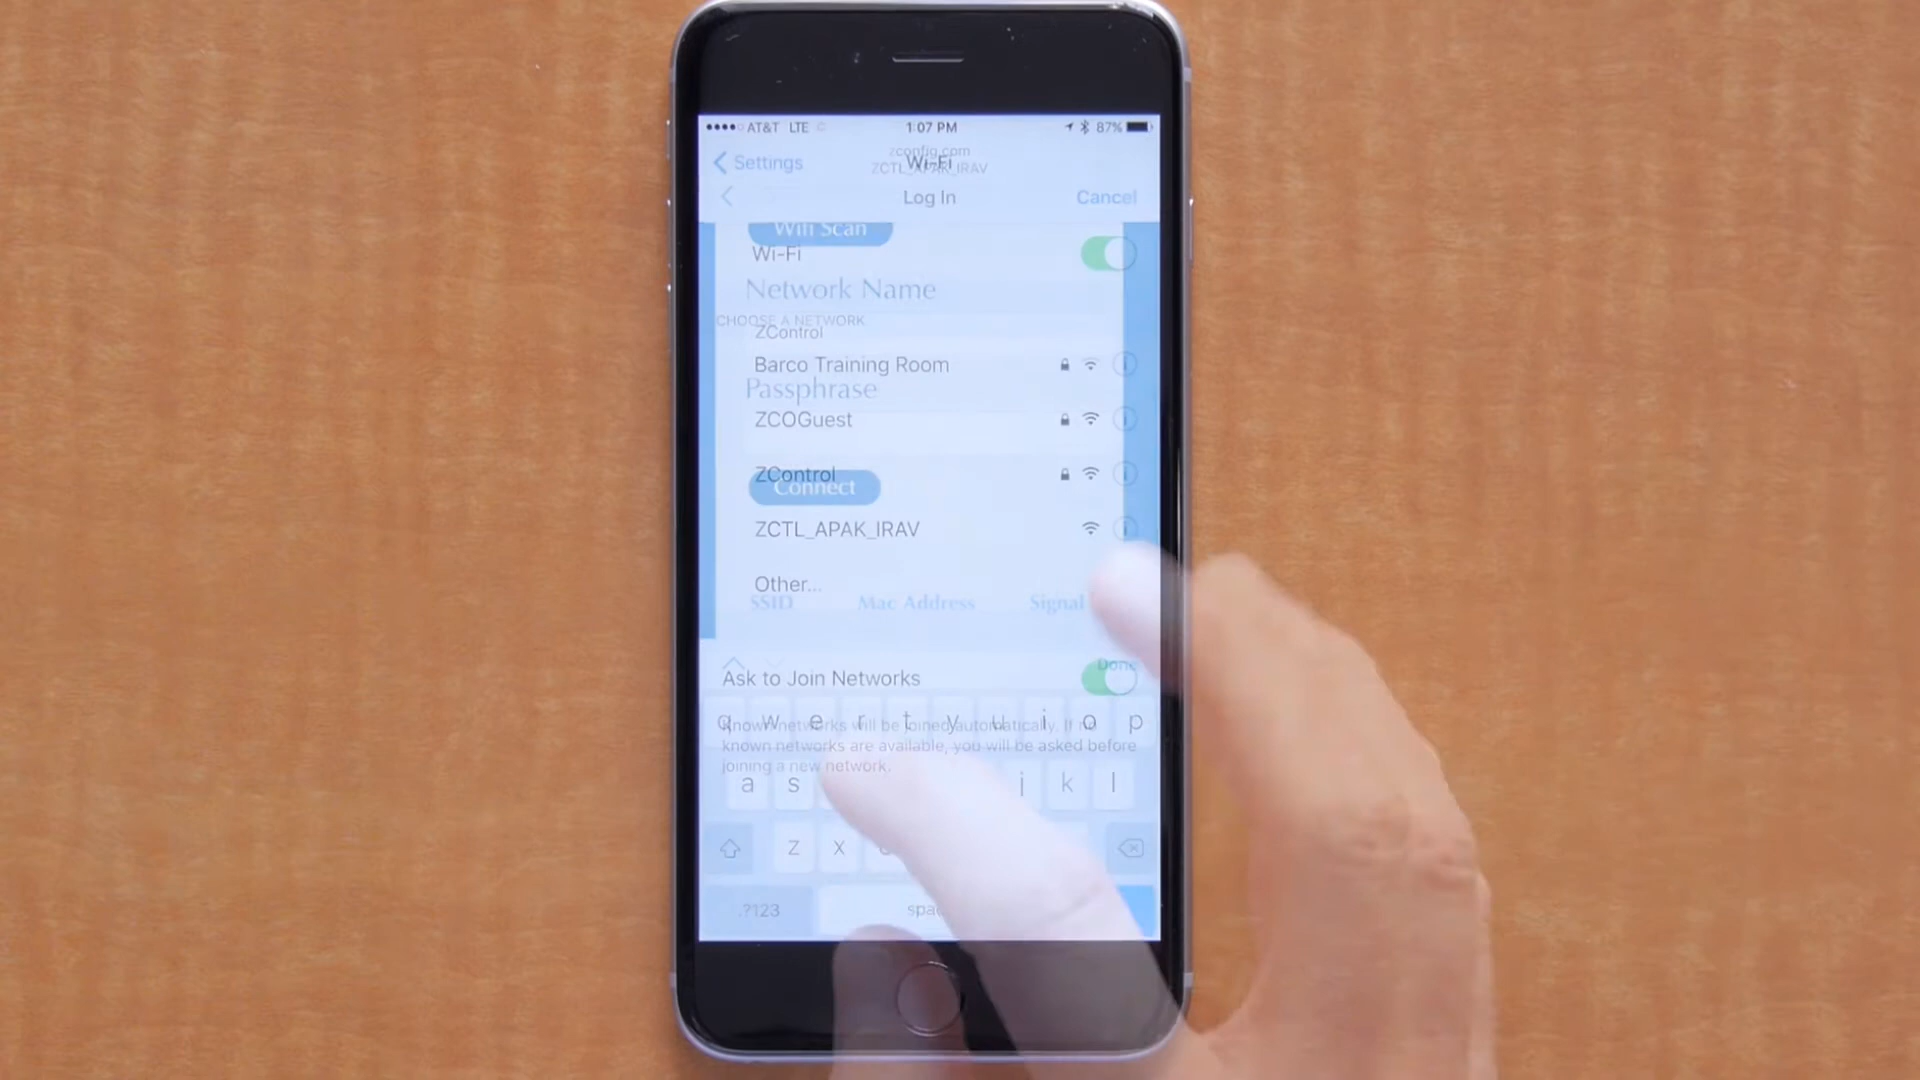 AT&T LTE 1:07 PM 87%
zconfig.com
Settings Wi-Fi
ZCTL_APAK_IRAV
Log In Cancel
Wifi Scan
Wi-Fi
Network Name
CHOOSE A NETWORK
ZControl
Barco Training Room
Passphrase
ZCOGuest
ZControl
Connect
ZCTL_APAK_IRAV
Other...
SSID Mac Address Signal
Done
Ask to Join Networks
q w e r t y u i o p
Known networks will be joined automatically. If no
known networks are available, you will be asked before
joining a new network.
a s j k l
z x
.?123